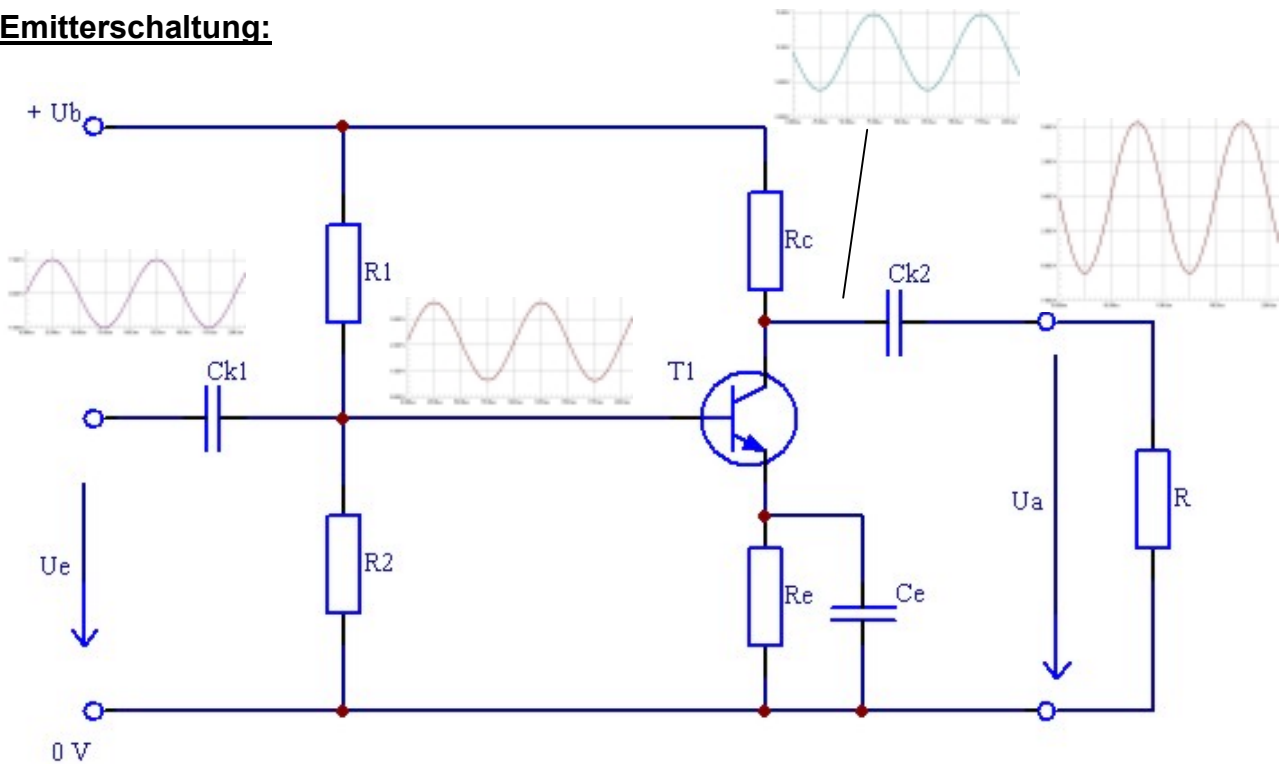 Emitterschaltung:
+ Ub
Rc
R1
Ck2
Ck1
T1
Ua
R
Ue
R2
Re
Ce
0 V